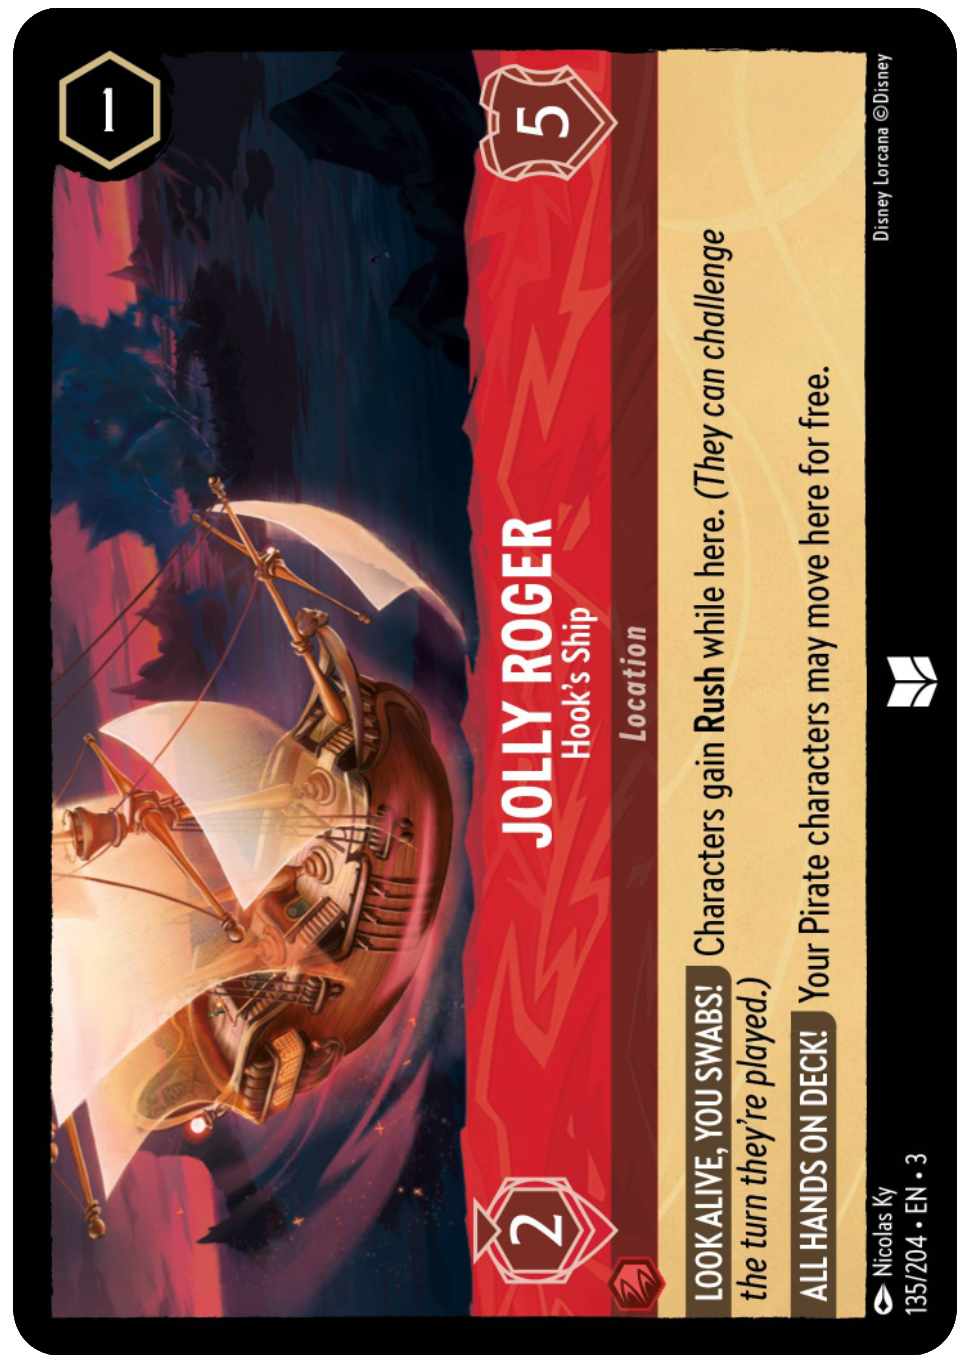 1
JOLLY ROGER
Hook's Ship
2
5
Location
LOOK ALIVE, YOU SWABS! Characters gain Rush while here. (They can challenge
the turn they're played.)
ALL HANDS ON DECK! Your Pirate characters may move here for free.
Nicolas Ky
135/204 • EN • 3
Disney Lorcana ©Disney